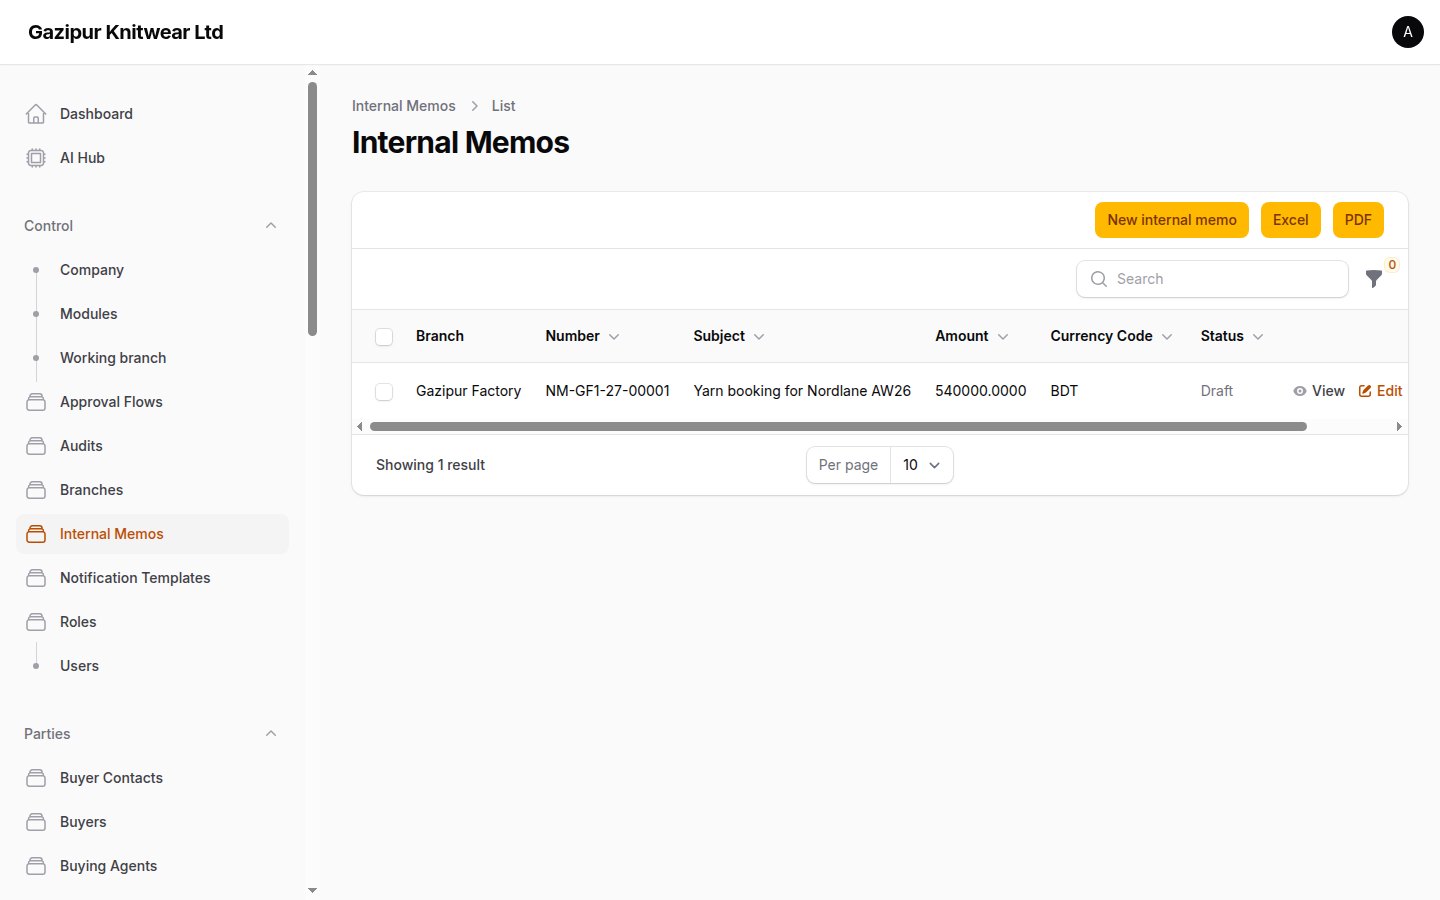 Gazipur Knitwear Ltd
A
Dashboard
AI Hub
Control
Company
Modules
Working branch
Approval Flows
Audits
Branches
Internal Memos
Notification Templates
Roles
Users
Parties
Buyer Contacts
Buyers
Buying Agents
Internal Memos > List
Internal Memos
New internal memo Excel PDF
Search 0
Branch Number Subject Amount Currency Code Status
Gazipur Factory NM-GF1-27-00001 Yarn booking for Nordlane AW26 540000.0000 BDT Draft View Edit
Showing 1 result Per page 10